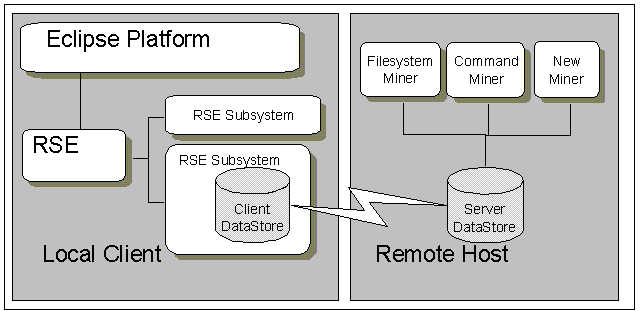 Eclipse Platform
RSE
RSE Subsystem
RSE Subsystem
Client
DataStore
Local Client
Filesystem
Miner
Command
Miner
New
Miner
Server
DataStore
Remote Host